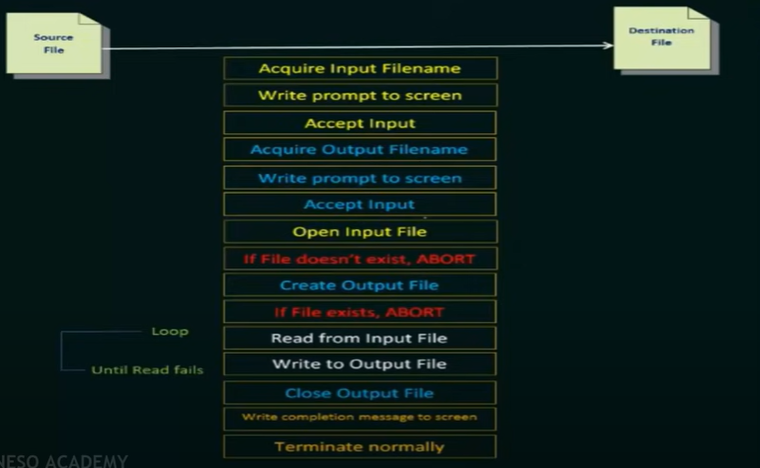 Source
File
Destination
File
Acquire Input Filename
Write prompt to screen
Accept Input
Acquire Output Filename
Write prompt to screen
Accept Input
Open Input File
If File doesn't exist, ABORT
Create Output File
If File exists, ABORT
Loop
Read from Input File
Write to Output File
Until Read fails
Close Output File
Write completion message to screen
Terminate normally
NESO ACADEMY